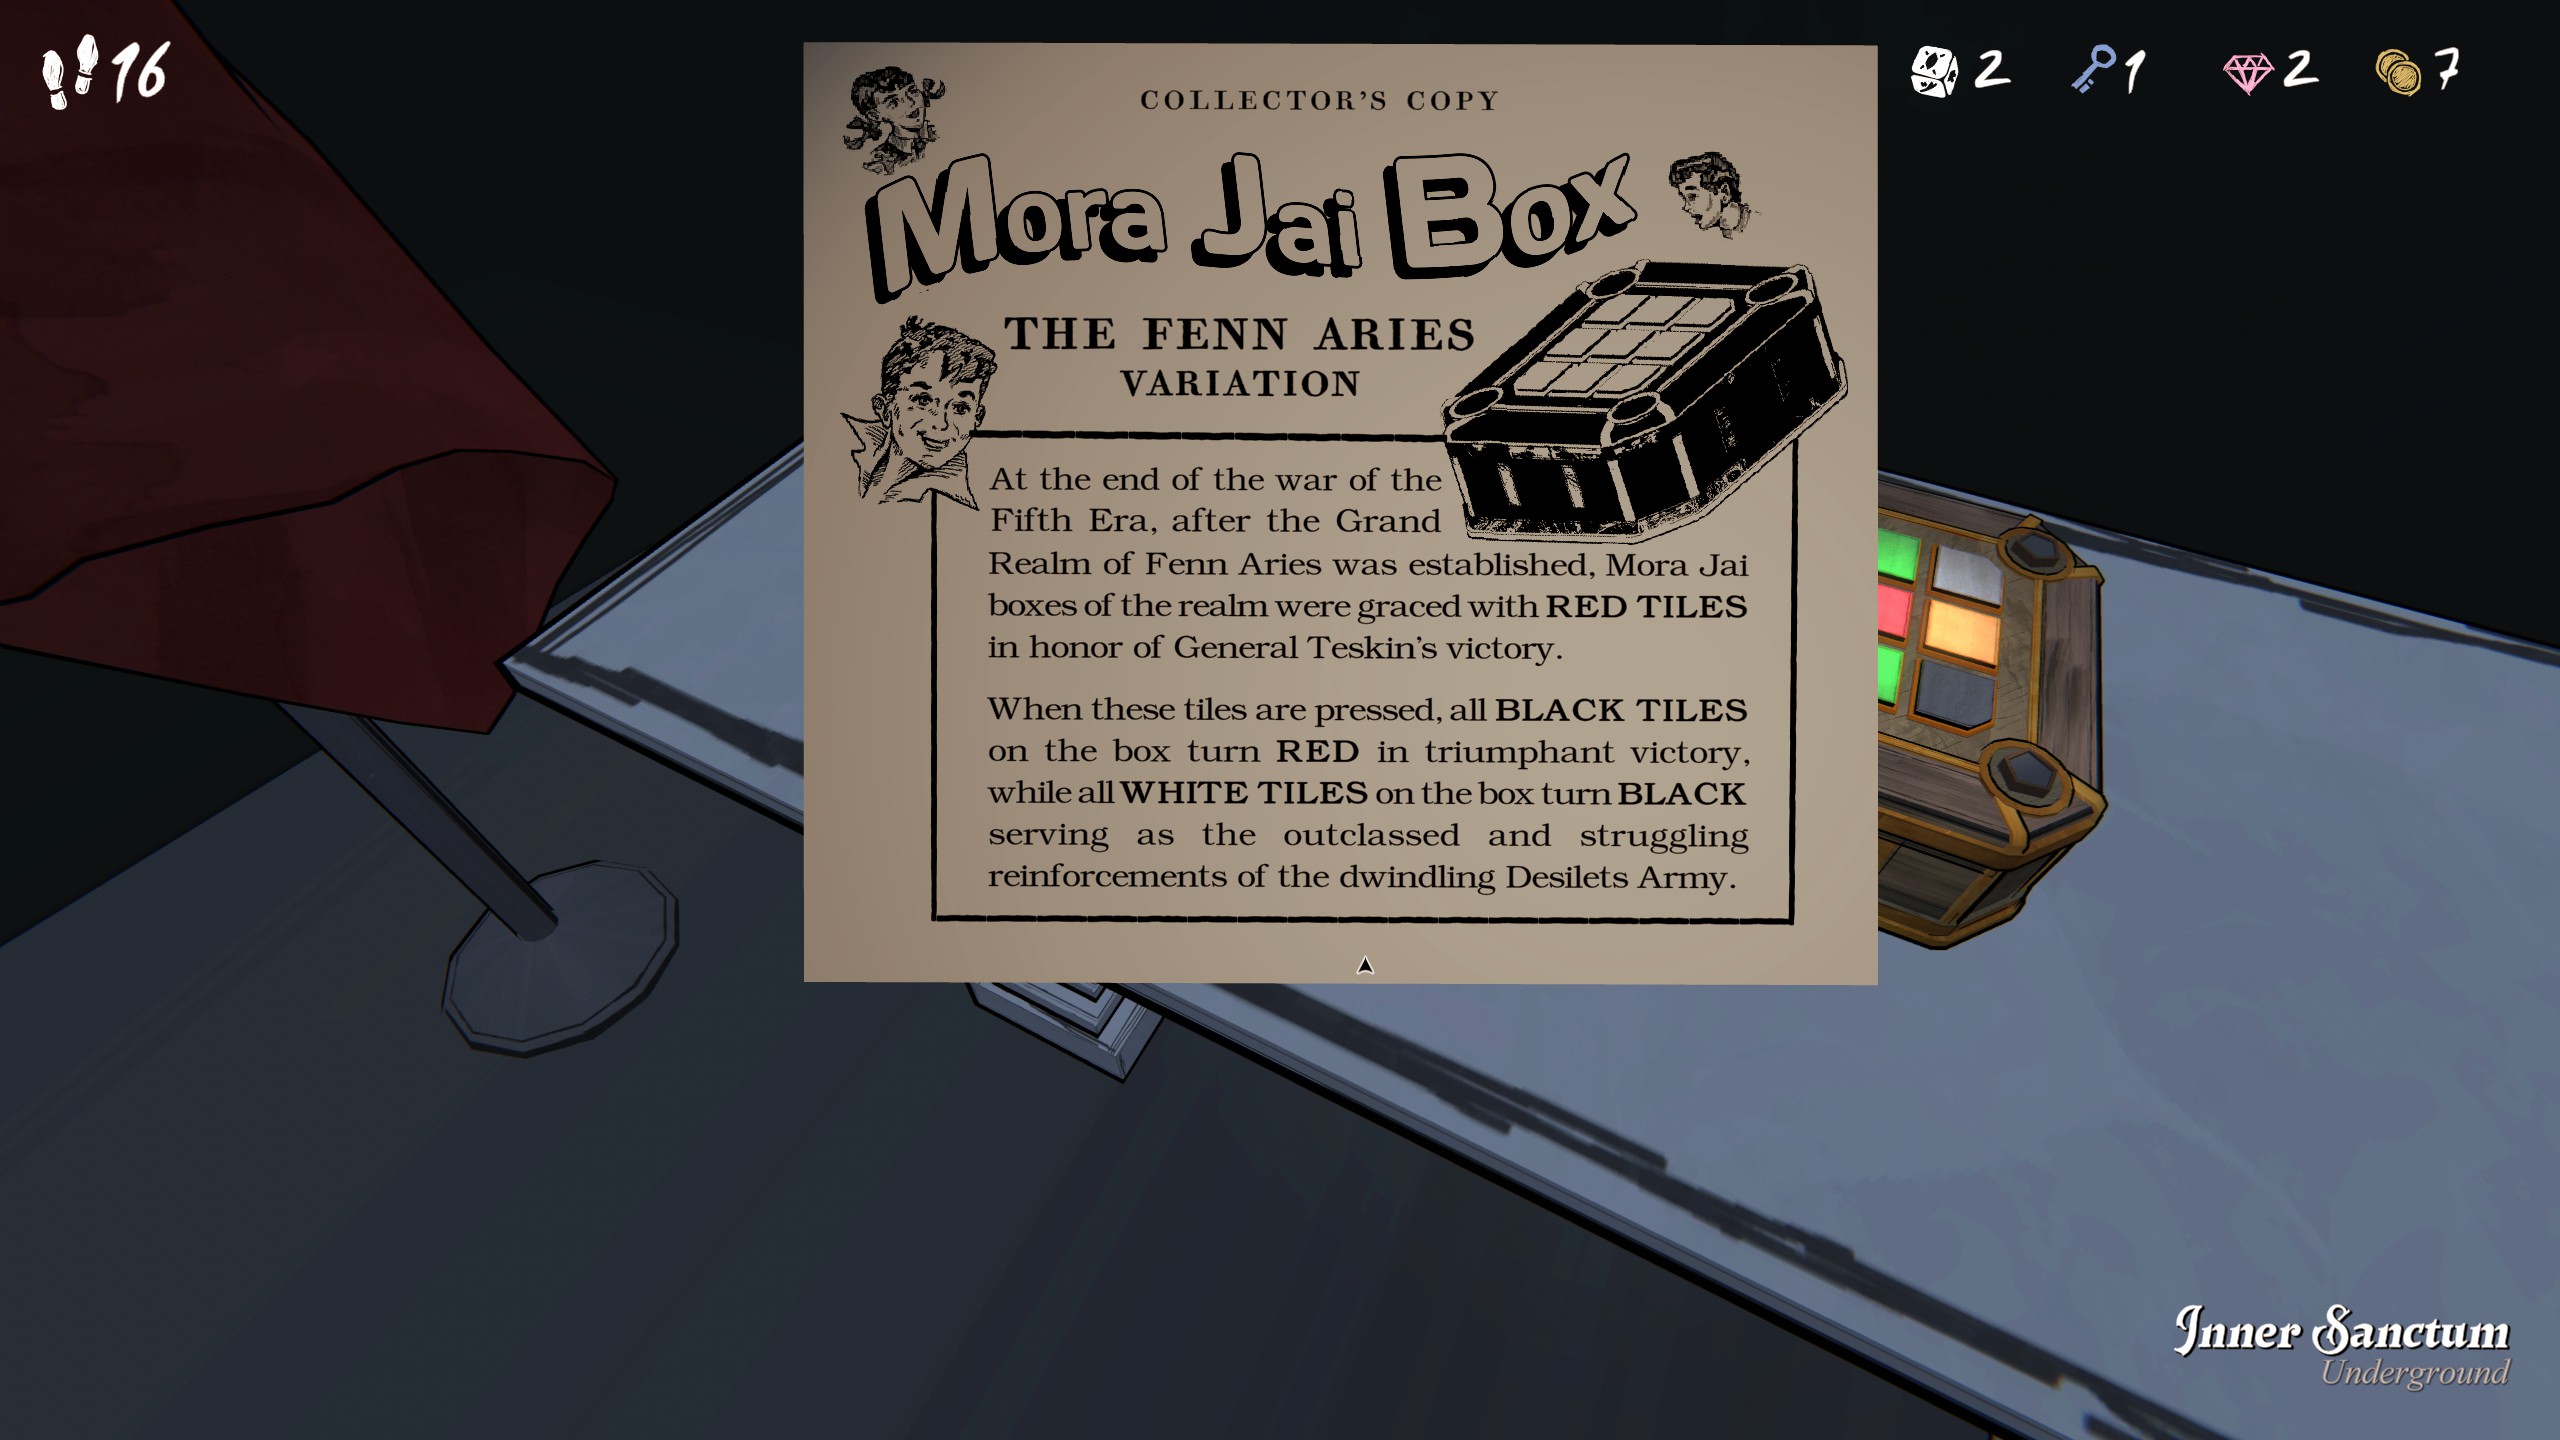 16
2
1
2
7
COLLECTOR'S COPY
Mora Jai Box
THE FENN ARIES
VARIATION
At the end of the war of the
Fifth Era, after the Grand
Realm of Fenn Aries was established, Mora Jai
boxes of the realm were graced with RED TILES
in honor of General Teskin's victory.
When these tiles are pressed, all BLACK TILES
on the box turn RED in triumphant victory,
while all WHITE TILES on the box turn BLACK
serving as the outclassed and struggling
reinforcements of the dwindling Desilets Army.
Inner Sanctum
Underground